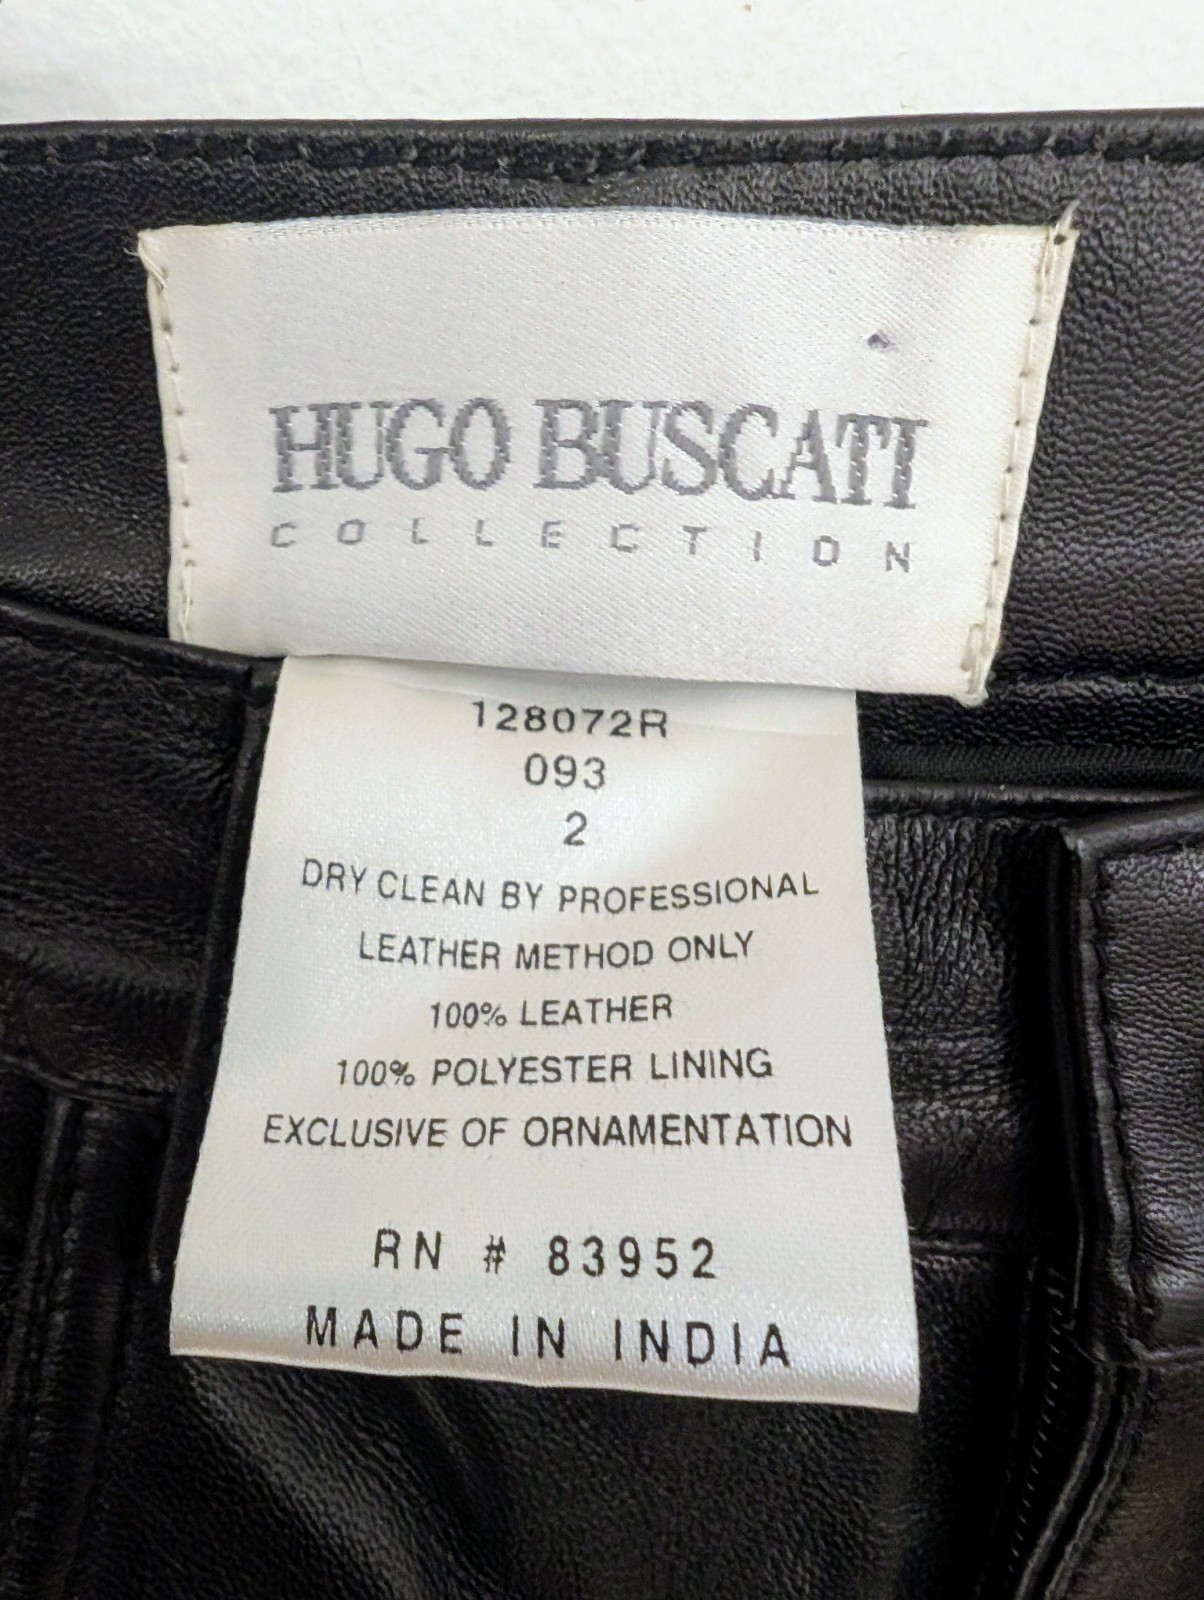 HUGO BUSCATI
COLLECTION
128072R
093
2
DRY CLEAN BY PROFESSIONAL
LEATHER METHOD ONLY
100% LEATHER
100% POLYESTER LINING
EXCLUSIVE OF ORNAMENTATION
RN # 83952
MADE IN INDIA